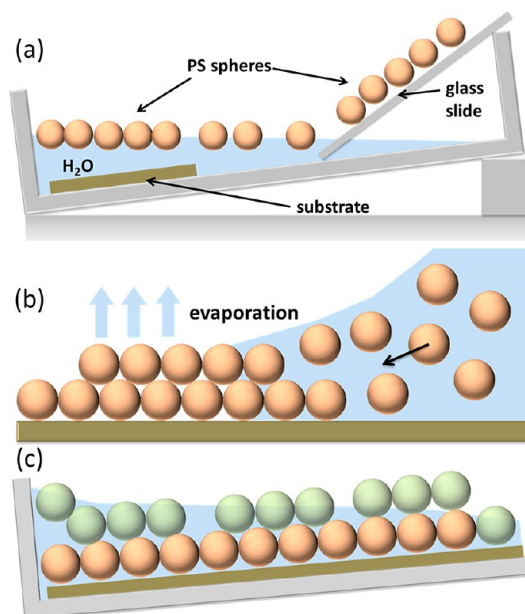 (a)
PS spheres
glass
slide
H₂O
substrate
(b)
evaporation
(c)